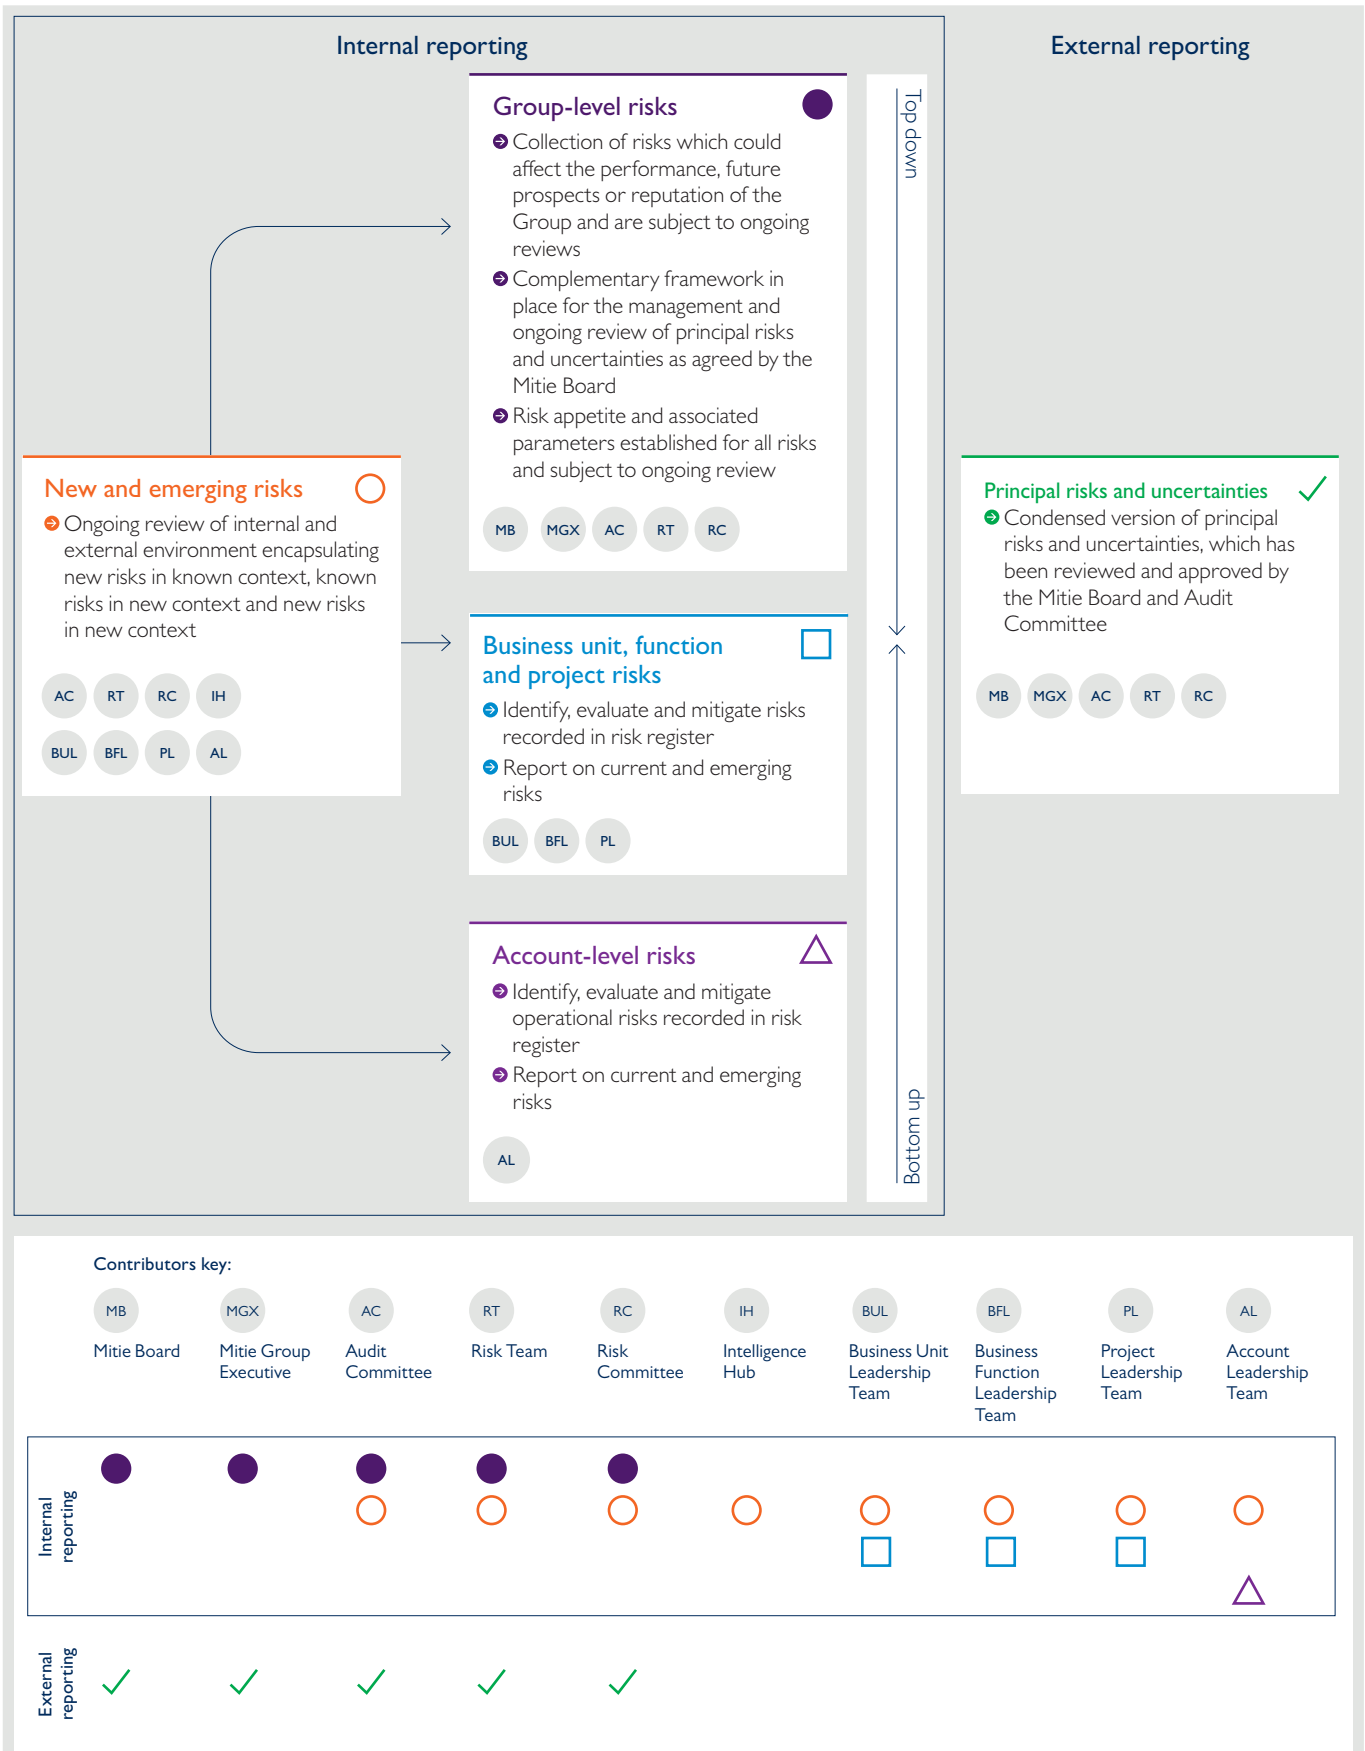 Internal reporting
External reporting
Group-level risks
Collection of risks which could
affect the performance, future
prospects or reputation of the
Group and are subject to ongoing
reviews
Complementary framework in
place for the management and
ongoing review of principal risks
and uncertainties as agreed by the
Mitie Board
Risk appetite and associated
parameters established for all risks
and subject to ongoing review
MB MGX AC RT RC
Top down
New and emerging risks
Ongoing review of internal and
external environment encapsulating
new risks in known context, known
risks in new context and new risks
in new context
AC RT RC IH
BUL BFL PL AL
Business unit, function
and project risks
Identify, evaluate and mitigate risks
recorded in risk register
Report on current and emerging
risks
BUL BFL PL
Account-level risks
Identify, evaluate and mitigate
operational risks recorded in risk
register
Report on current and emerging
risks
AL
Bottom up
Principal risks and uncertainties
Condensed version of principal
risks and uncertainties, which has
been reviewed and approved by
the Mitie Board and Audit
Committee
MB MGX AC RT RC
Contributors key:
MB
Mitie Board
MGX
Mitie Group
Executive
AC
Audit
Committee
RT
Risk Team
RC
Risk
Committee
IH
Intelligence
Hub
BUL
Business Unit
Leadership
Team
BFL
Business
Function
Leadership
Team
PL
Project
Leadership
Team
AL
Account
Leadership
Team
Internal
reporting
External
reporting